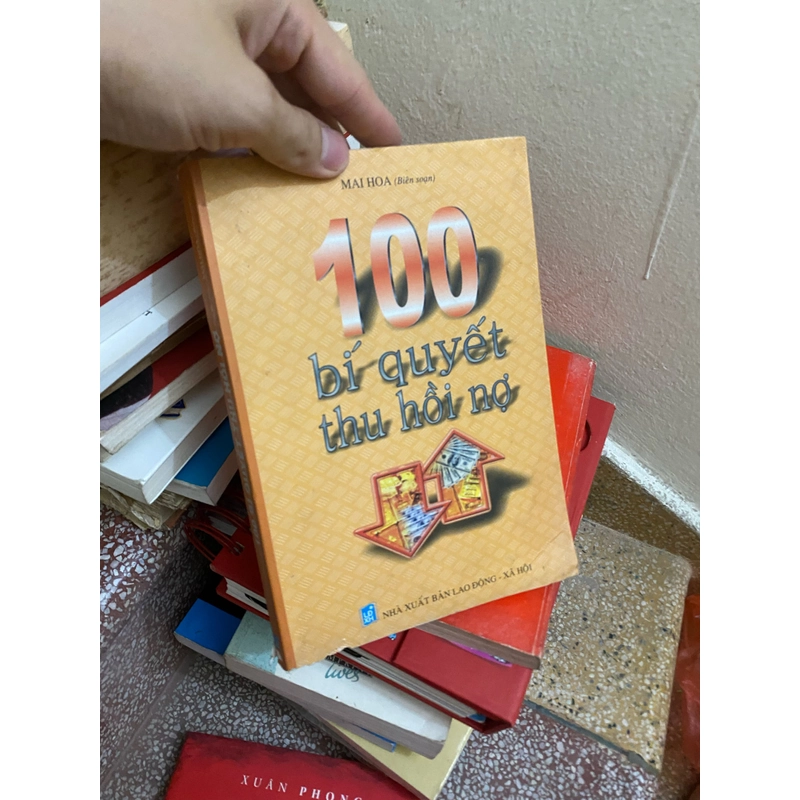 MAI HOA (Biên soạn)
100
bí quyết
thu hồi nợ
NHÀ XUẤT BẢN LAO ĐỘNG - XÃ HỘI
lives
XUÂN PHONG